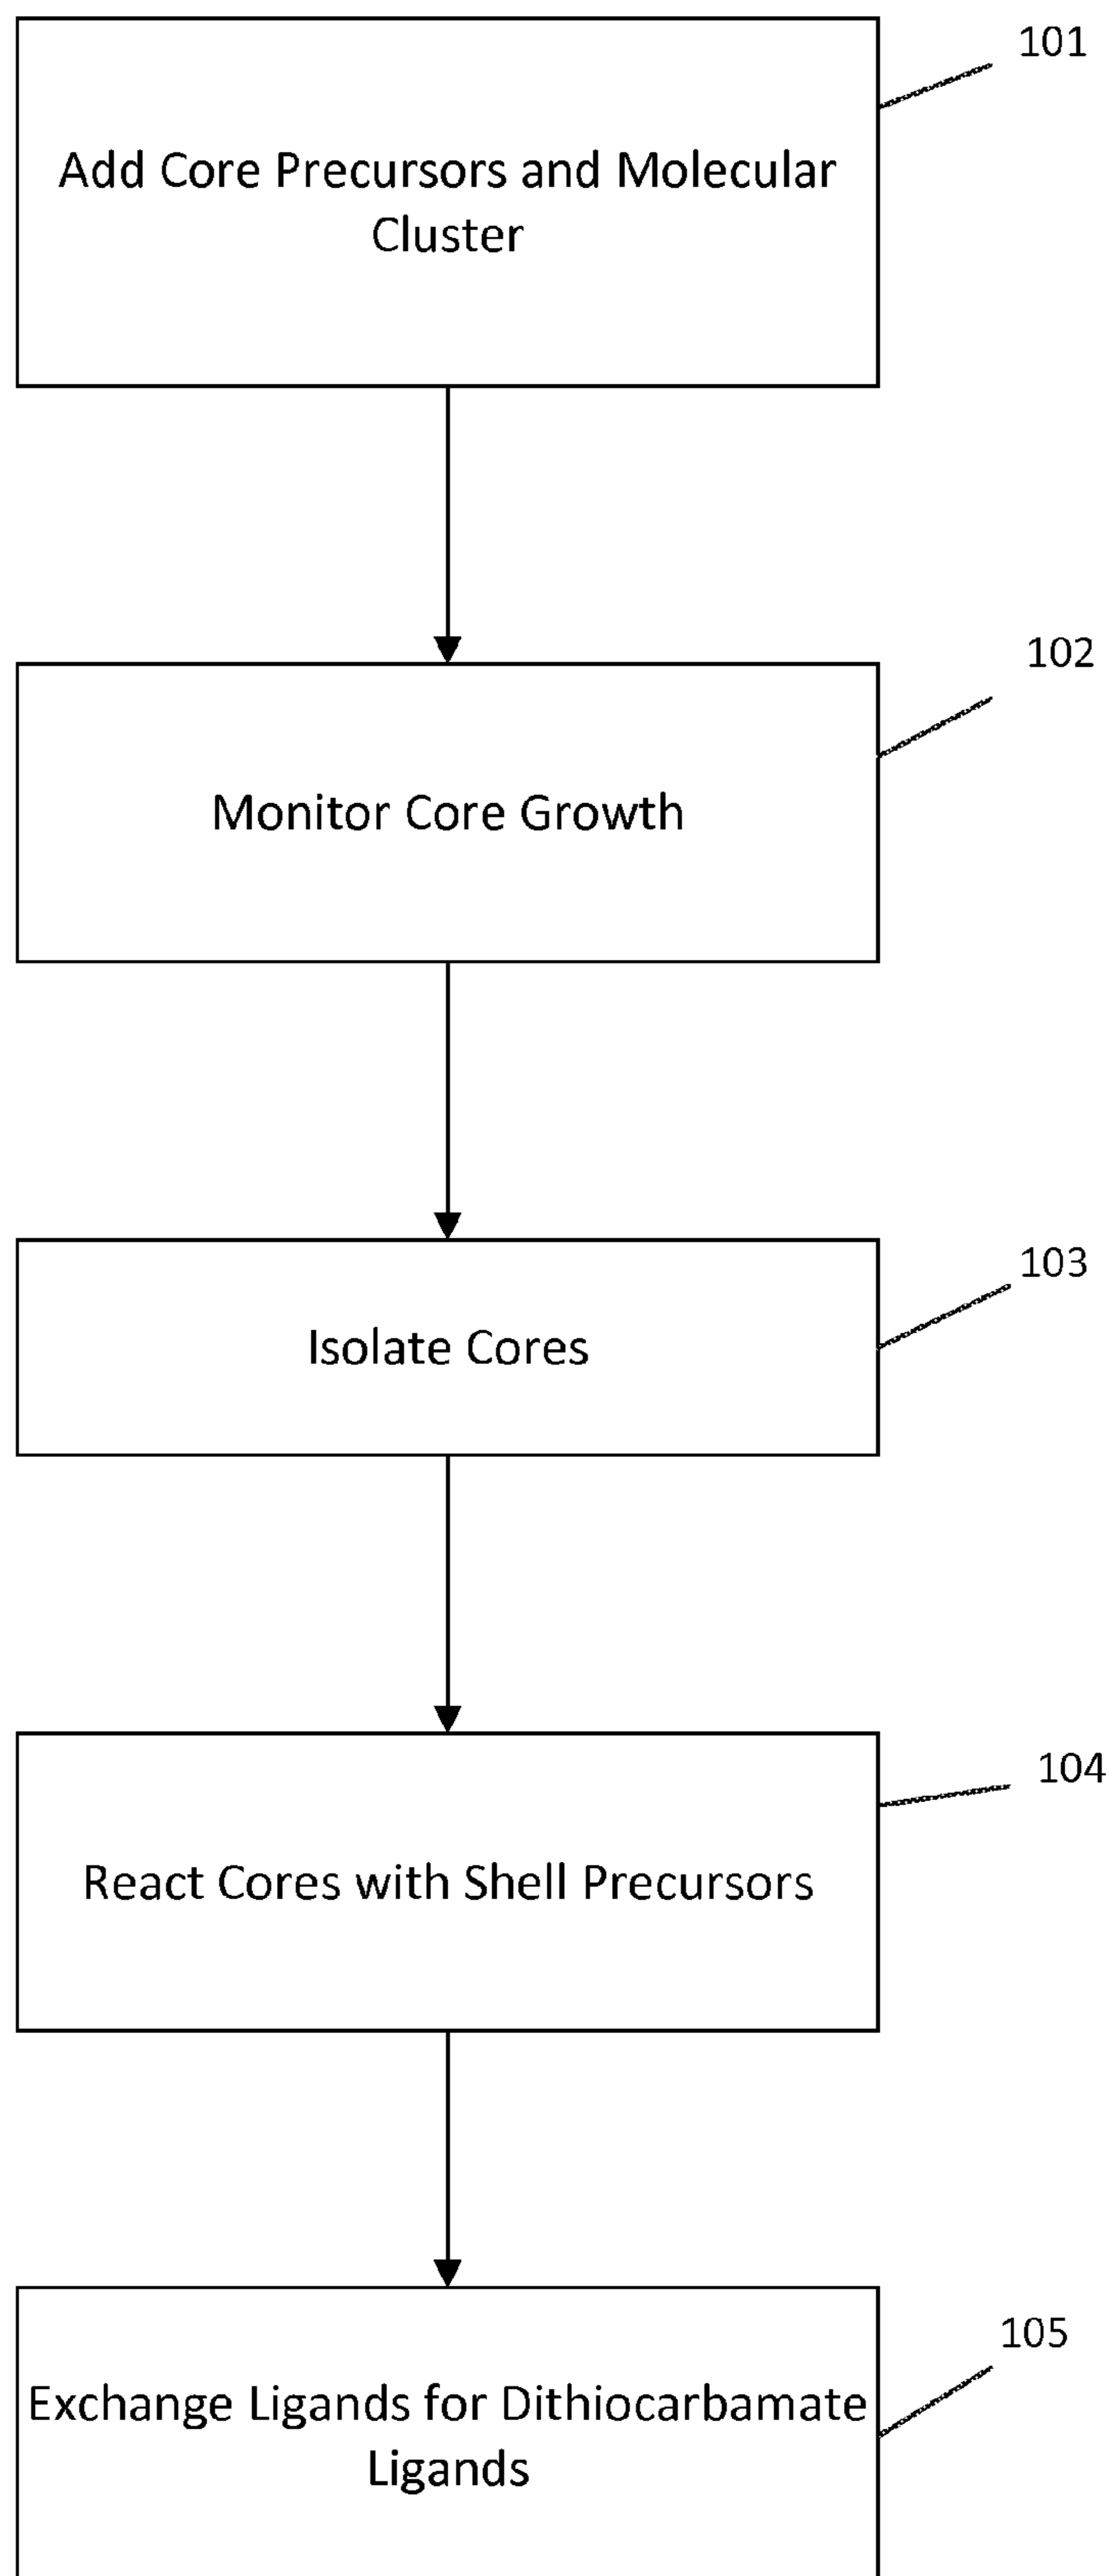 101
Add Core Precursors and Molecular
Cluster
102
Monitor Core Growth
103
Isolate Cores
104
React Cores with Shell Precursors
105
Exchange Ligands for Dithiocarbamate
Ligands